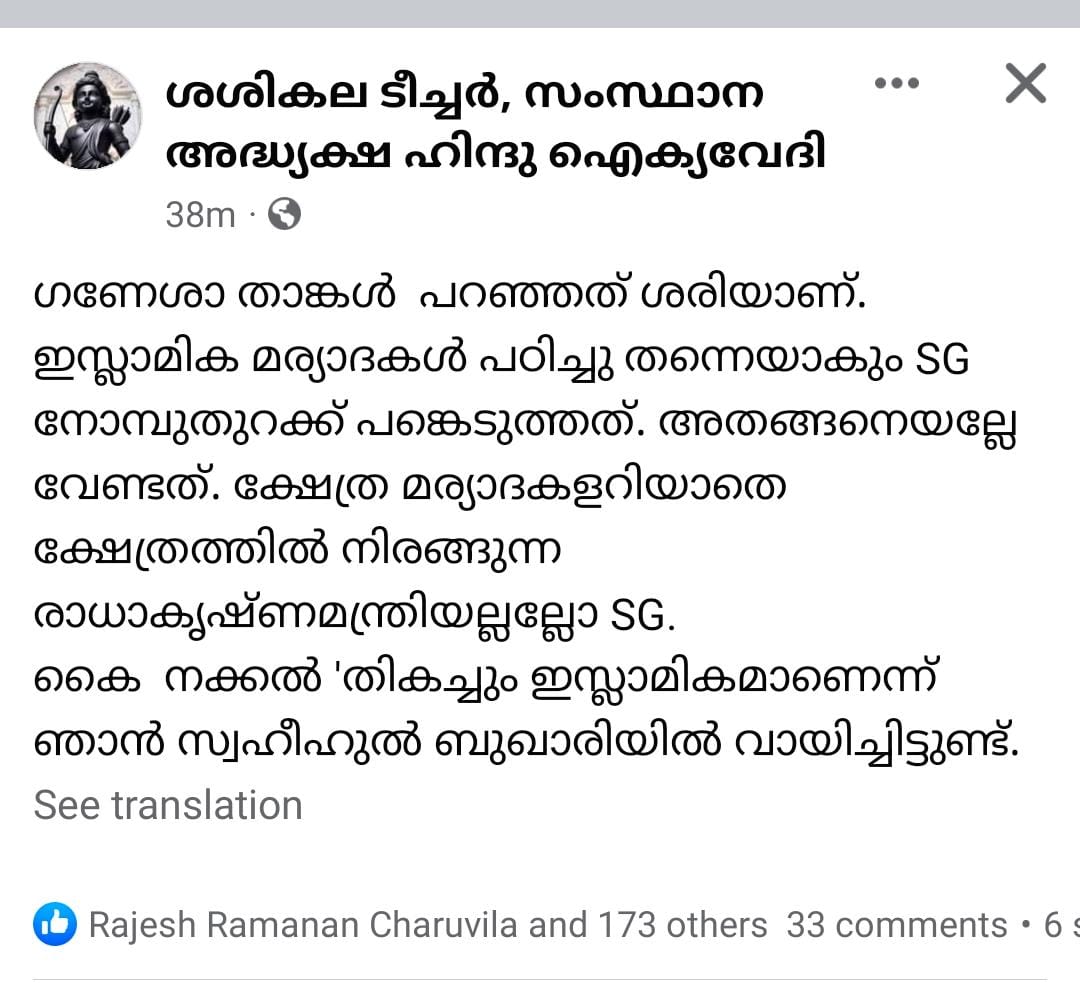 ശശികല ടീച്ചർ, സംസ്ഥാന
അദ്ധ്യക്ഷ ഹിന്ദു ഐക്യവേദി
38m ·
ഗണേശാ താങ്കൾ പറഞ്ഞത് ശരിയാണ്.
ഇസ്ലാമിക മര്യാദകൾ പഠിച്ചു തന്നെയാകും SG
നോമ്പുതുറക്ക് പങ്കെടുത്തത്. അതങ്ങനെയല്ലേ
വേണ്ടത്. ക്ഷേത്ര മര്യാദകളറിയാതെ
ക്ഷേത്രത്തിൽ നിരങ്ങുന്ന
രാധാകൃഷ്ണമന്ത്രിയല്ലല്ലോ SG.
കൈ നക്കൽ 'തികച്ചും ഇസ്ലാമികമാണെന്ന്
ഞാൻ സ്വഹീഹുൽ ബുഖാരിയിൽ വായിച്ചിട്ടുണ്ട്.
See translation
Rajesh Ramanan Charuvila and 173 others 33 comments • 6